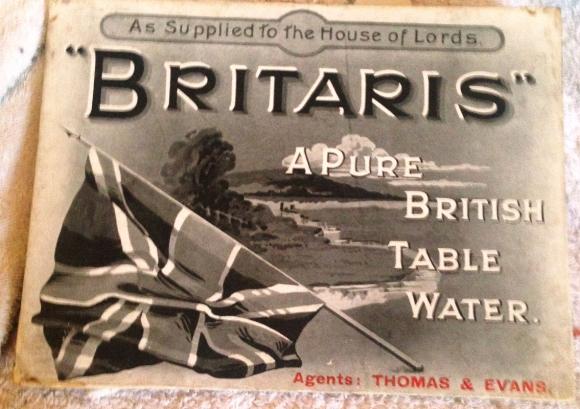 As Supplied to the House of Lords.
"BRITARIS"
A PURE
BRITISH
TABLE
WATER.
Agents: THOMAS & EVANS.